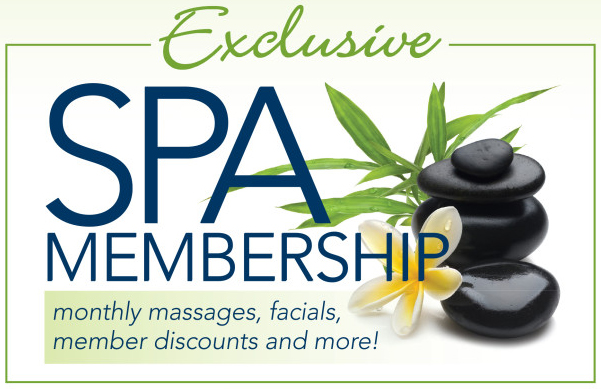 Exclusive
SPA
MEMBERSHIP
monthly massages, facials,
member discounts and more!